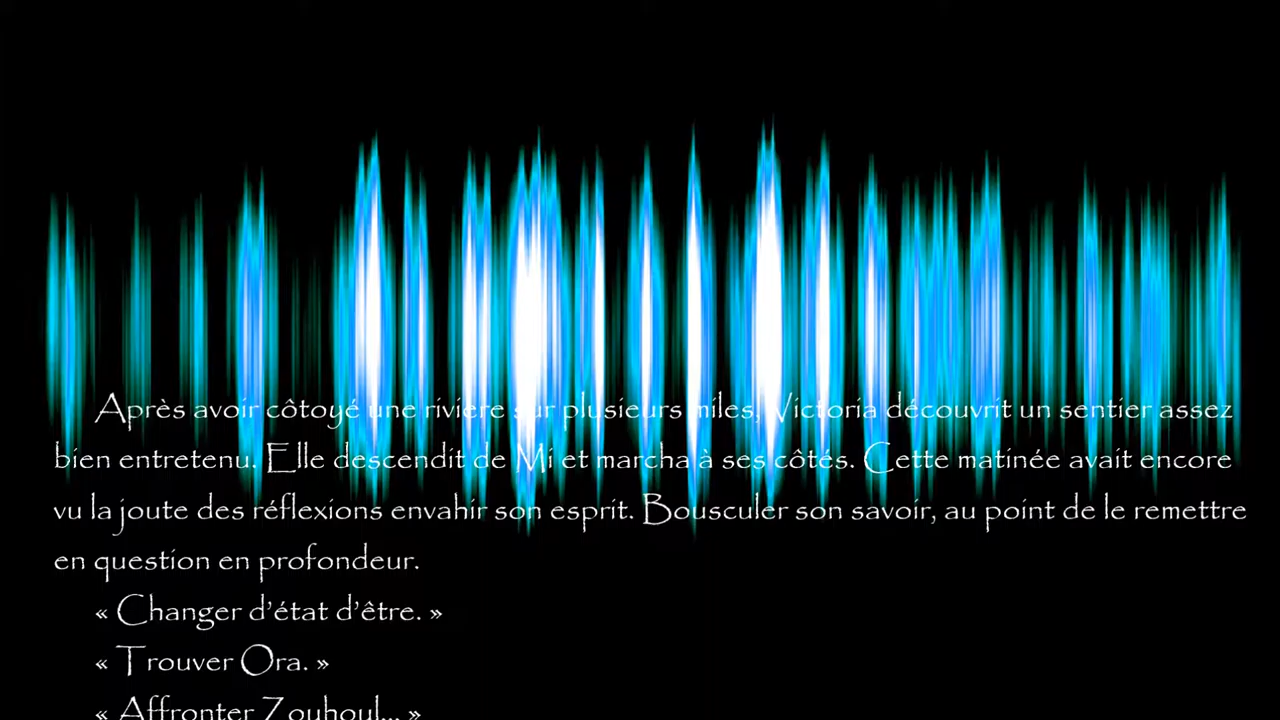 Après avoir côtoyé une rivière sur plusieurs miles, Victoria découvrit un sentier assez
bien entretenu. Elle descendit de Mi et marcha à ses côtés. Cette matinée avait encore
vu la joute des réflexions envahir son esprit. Bousculer son savoir, au point de le remettre
en question en profondeur.
« Changer d’état d’être. »
« Trouver Ora. »
« Affronter Zouhoul... »